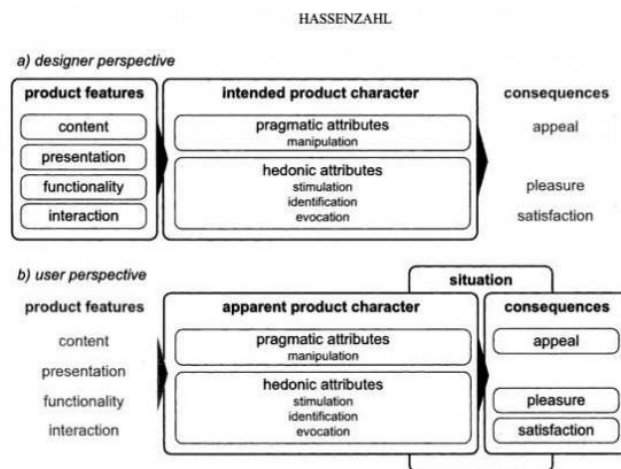 HASSENZAHL
a) designer perspective
product features
content
presentation
functionality
interaction
intended product character
pragmatic attributes
manipulation
hedonic attributes
stimulation
identification
evocation
consequences
appeal
pleasure
satisfaction
b) user perspective
situation
product features
content
presentation
functionality
interaction
apparent product character
pragmatic attributes
manipulation
hedonic attributes
stimulation
identification
evocation
consequences
appeal
pleasure
satisfaction